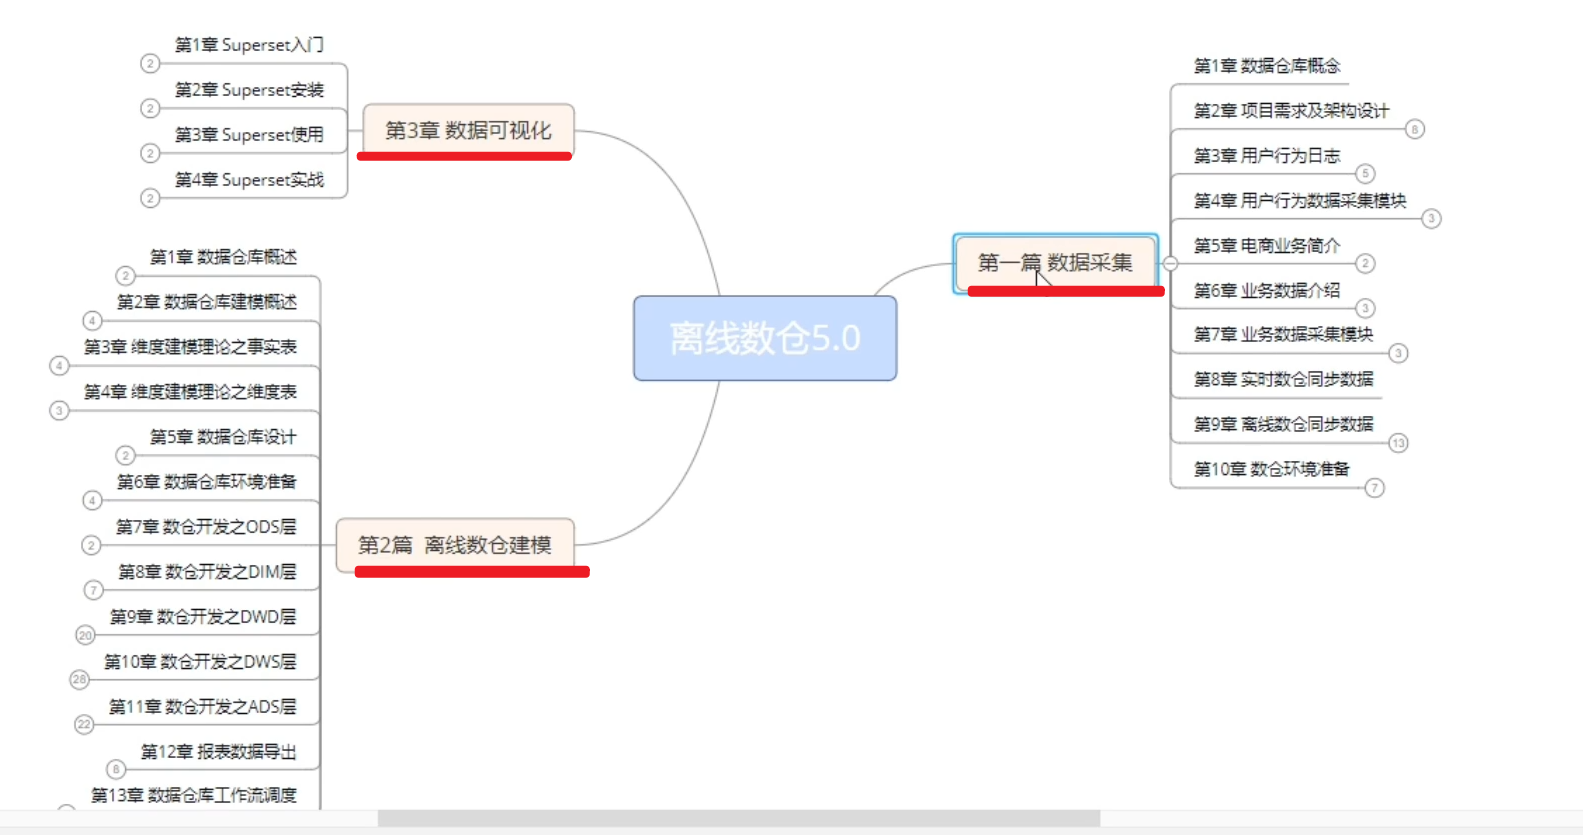 离线数仓5.0
第一篇 数据采集
第1章 数据仓库概念
第2章 项目需求及架构设计
8
第3章 用户行为日志
5
第4章 用户行为数据采集模块
3
第5章 电商业务简介
2
第6章 业务数据介绍
3
第7章 业务数据采集模块
3
第8章 实时数仓同步数据
第9章 离线数仓同步数据
13
第10章 数仓环境准备
7
第2篇 离线数仓建模
第1章 数据仓库概述
2
第2章 数据仓库建模概述
4
第3章 维度建模理论之事实表
4
第4章 维度建模理论之维度表
3
第5章 数据仓库设计
2
第6章 数据仓库环境准备
4
第7章 数仓开发之ODS层
2
第8章 数仓开发之DIM层
7
第9章 数仓开发之DWD层
20
第10章 数仓开发之DWS层
28
第11章 数仓开发之ADS层
22
第12章 报表数据导出
8
第13章 数据仓库工作流调度
第3章 数据可视化
第1章 Superset入门
2
第2章 Superset安装
2
第3章 Superset使用
2
第4章 Superset实战
2